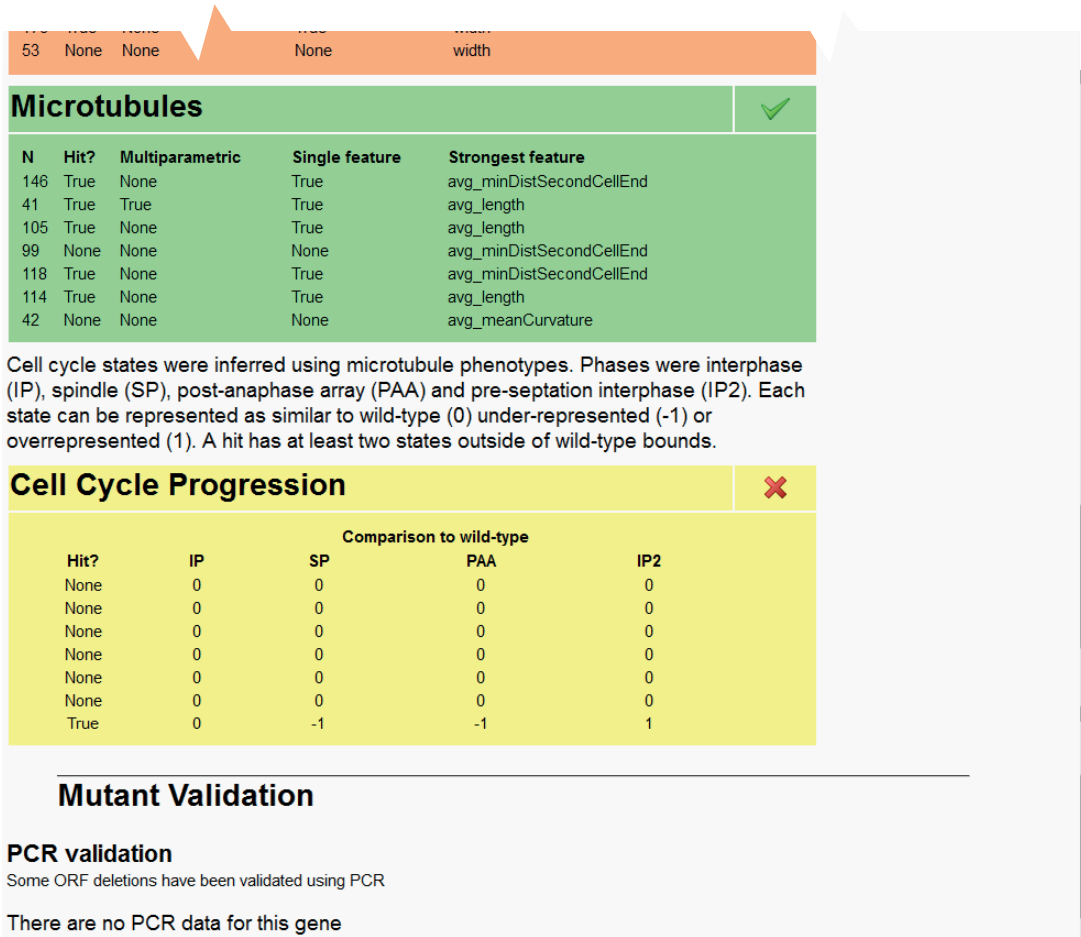 53 None None None width
Microtubules
N Hit? Multiparametric Single feature Strongest feature
146 True None True avg_minDistSecondCellEnd
41 True True True avg_length
105 True None True avg_length
99 None None None avg_minDistSecondCellEnd
118 True None True avg_minDistSecondCellEnd
114 True None True avg_length
42 None None None avg_meanCurvature
Cell cycle states were inferred using microtubule phenotypes. Phases were interphase
(IP), spindle (SP), post-anaphase array (PAA) and pre-septation interphase (IP2). Each
state can be represented as similar to wild-type (0) under-represented (-1) or
overrepresented (1). A hit has at least two states outside of wild-type bounds.
Cell Cycle Progression
Comparison to wild-type
Hit? IP SP PAA IP2
None 0 0 0 0
None 0 0 0 0
None 0 0 0 0
None 0 0 0 0
None 0 0 0 0
None 0 0 0 0
True 0 -1 -1 1
Mutant Validation
PCR validation
Some ORF deletions have been validated using PCR
There are no PCR data for this gene